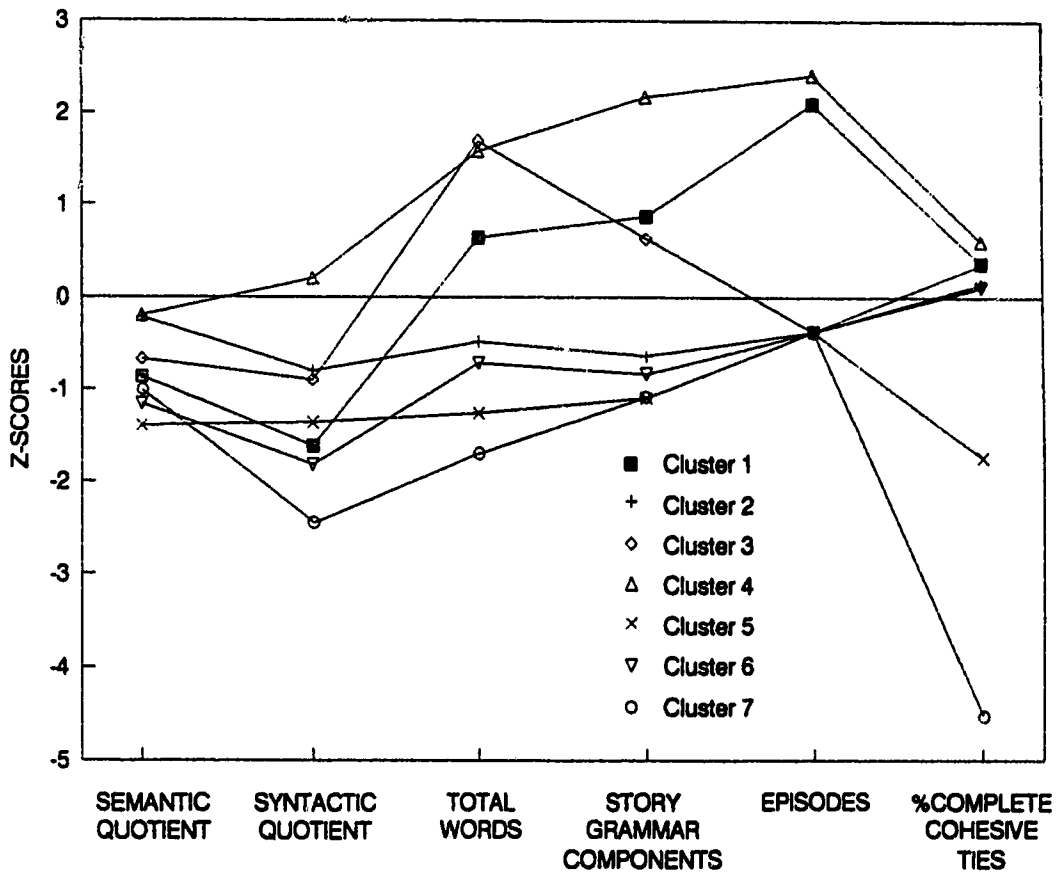 3
2
1
0
-1
-2
-3
-4
-5
Z-SCORES
Cluster 1
Cluster 2
Cluster 3
Cluster 4
Cluster 5
Cluster 6
Cluster 7
SEMANTIC
QUOTIENT
SYNTACTIC
QUOTIENT
TOTAL
WORDS
STORY
GRAMMAR
COMPONENTS
EPISODES
%COMPLETE
COHESIVE
TIES